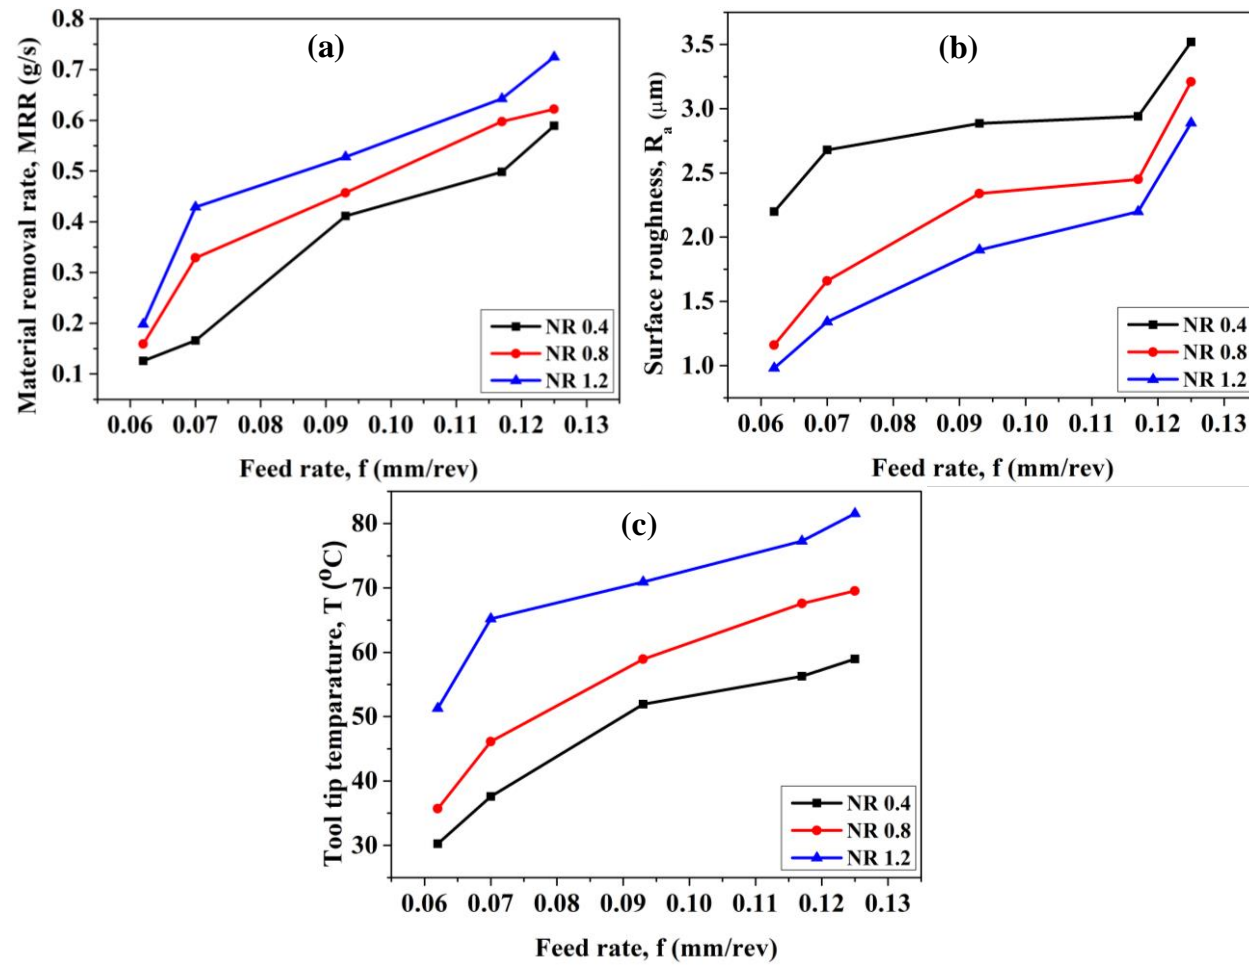 (a)
Material removal rate, MRR (g/s)
0.8
0.7
0.6
0.5
0.4
0.3
0.2
0.1
NR 0.4
NR 0.8
NR 1.2
0.06 0.07 0.08 0.09 0.10 0.11 0.12 0.13
Feed rate, f (mm/rev)
(b)
Surface roughness, Ra (μm)
3.5
3.0
2.5
2.0
1.5
1.0
NR 0.4
NR 0.8
NR 1.2
0.06 0.07 0.08 0.09 0.10 0.11 0.12 0.13
Feed rate, f (mm/rev)
(c)
Tool tip temparature, T (⁰C)
80
70
60
50
40
30
NR 0.4
NR 0.8
NR 1.2
0.06 0.07 0.08 0.09 0.10 0.11 0.12 0.13
Feed rate, f (mm/rev)